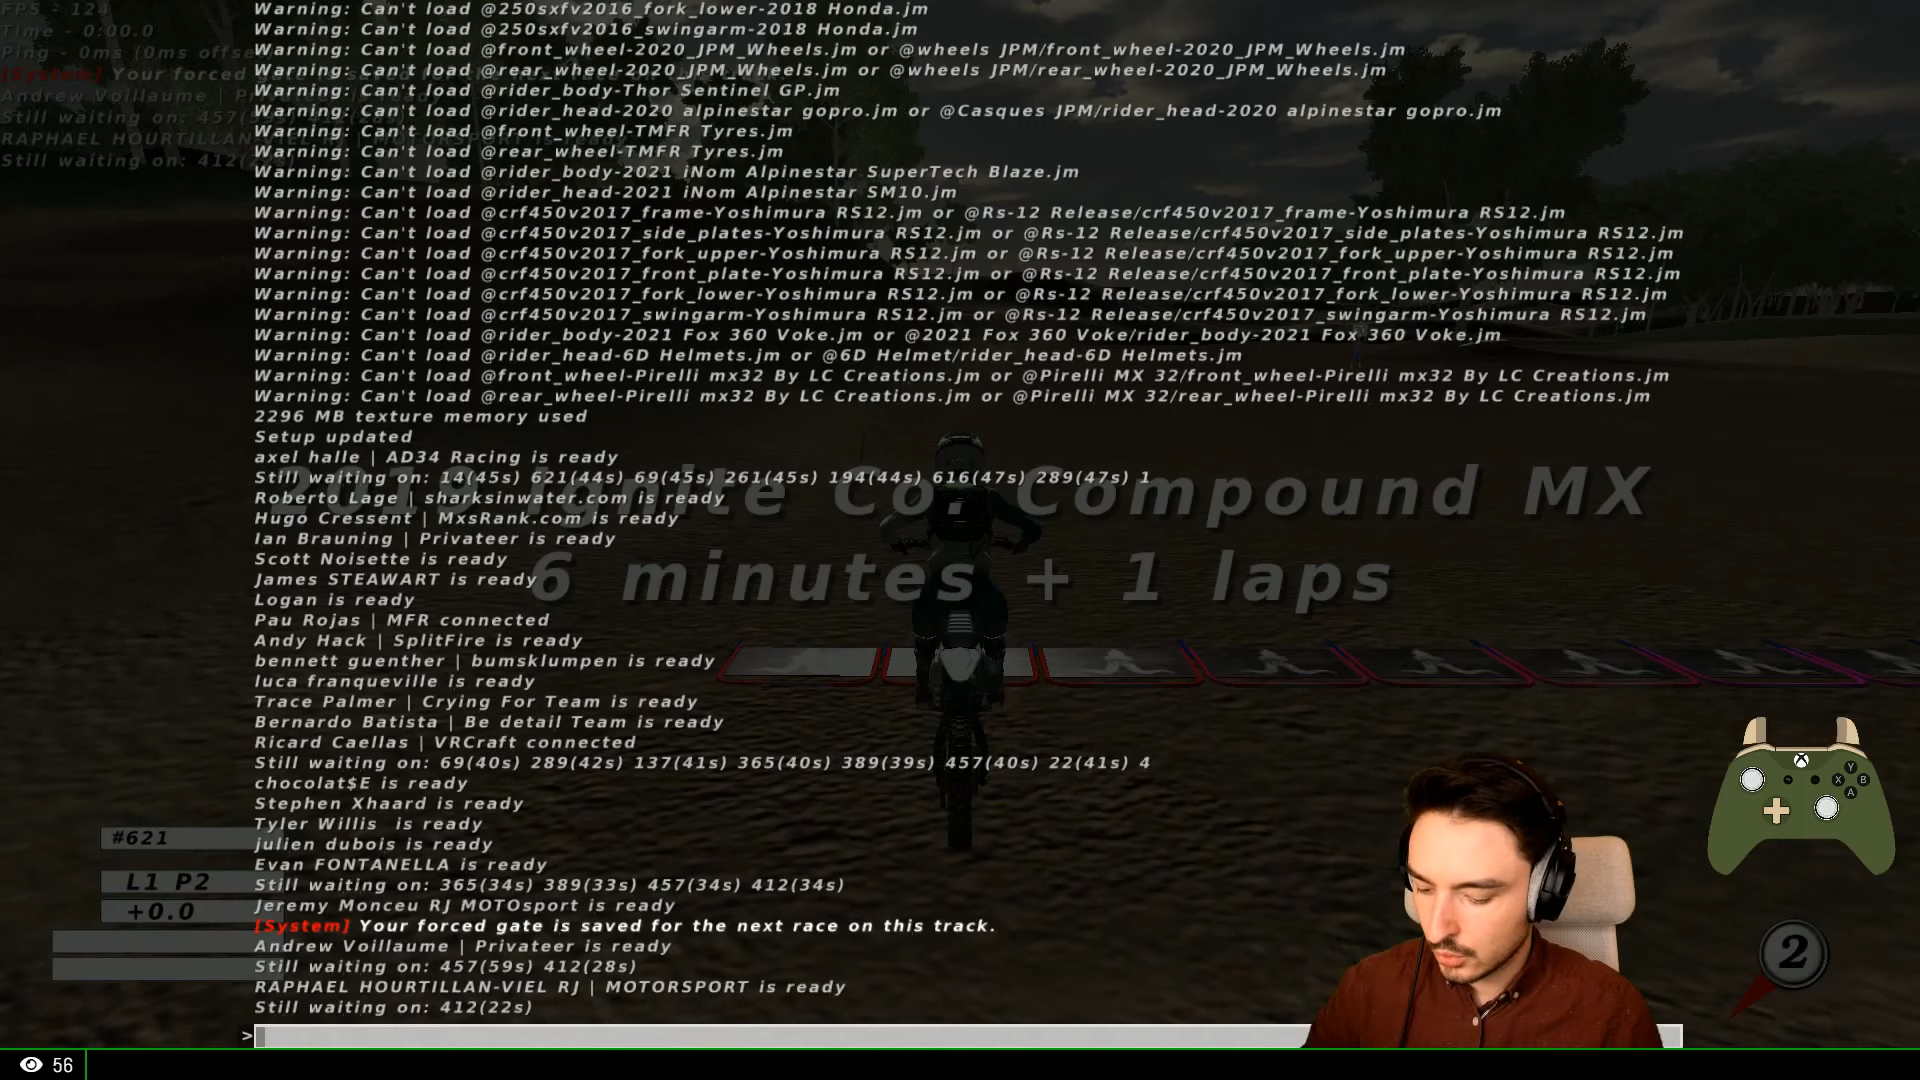 FPS - 124
Time - 0:00.0
Ping - 0ms (0ms offse
[System] Your forced gate
Andrew Voillaume | Pr
Still waiting on: 457(
RAPHAEL HOURTILLAN
Still waiting on: 412(
Warning: Can't load @250sxfv2016_fork_lower-2018 Honda.jm
Warning: Can't load @250sxfv2016_swingarm-2018 Honda.jm
Warning: Can't load @front_wheel-2020_JPM_Wheels.jm or @wheels JPM/front_wheel-2020_JPM_Wheels.jm
Warning: Can't load @rear_wheel-2020_JPM_Wheels.jm or @wheels JPM/rear_wheel-2020_JPM_Wheels.jm
Warning: Can't load @rider_body-Thor Sentinel GP.jm
Warning: Can't load @rider_head-2020 alpinestar gopro.jm or @Casques JPM/rider_head-2020 alpinestar gopro.jm
Warning: Can't load @front_wheel-TMFR Tyres.jm
Warning: Can't load @rear_wheel-TMFR Tyres.jm
Warning: Can't load @rider_body-2021 iNom Alpinestar SuperTech Blaze.jm
Warning: Can't load @rider_head-2021 iNom Alpinestar SM10.jm
Warning: Can't load @crf450v2017_frame-Yoshimura RS12.jm or @Rs-12 Release/crf450v2017_frame-Yoshimura RS12.jm
Warning: Can't load @crf450v2017_side_plates-Yoshimura RS12.jm or @Rs-12 Release/crf450v2017_side_plates-Yoshimura RS12.jm
Warning: Can't load @crf450v2017_fork_upper-Yoshimura RS12.jm or @Rs-12 Release/crf450v2017_fork_upper-Yoshimura RS12.jm
Warning: Can't load @crf450v2017_front_plate-Yoshimura RS12.jm or @Rs-12 Release/crf450v2017_front_plate-Yoshimura RS12.jm
Warning: Can't load @crf450v2017_fork_lower-Yoshimura RS12.jm or @Rs-12 Release/crf450v2017_fork_lower-Yoshimura RS12.jm
Warning: Can't load @crf450v2017_swingarm-Yoshimura RS12.jm or @Rs-12 Release/crf450v2017_swingarm-Yoshimura RS12.jm
Warning: Can't load @rider_body-2021 Fox 360 Voke.jm or @2021 Fox 360 Voke/rider_body-2021 Fox 360 Voke.jm
Warning: Can't load @rider_head-6D Helmets.jm or @6D Helmet/rider_head-6D Helmets.jm
Warning: Can't load @front_wheel-Pirelli mx32 By LC Creations.jm or @Pirelli MX 32/front_wheel-Pirelli mx32 By LC Creations.jm
Warning: Can't load @rear_wheel-Pirelli mx32 By LC Creations.jm or @Pirelli MX 32/rear_wheel-Pirelli mx32 By LC Creations.jm
2296 MB texture memory used
Setup updated
axel halle | AD34 Racing is ready
Still waiting on: 14(45s) 621(44s) 69(45s) 261(45s) 194(44s) 616(47s) 289(47s) 1
2019 Ignite Co. Compound MX
Roberto Lage | sharksinwater.com is ready
Hugo Cressent | MxsRank.com is ready
Ian Brauning | Privateer is ready
Scott Noisette is ready
James STEAWART is ready
6 minutes + 1 laps
Logan is ready
Pau Rojas | MFR connected
Andy Hack | SplitFire is ready
bennett guenther | bumsklumpen is ready
luca franqueville is ready
Trace Palmer | Crying For Team is ready
Bernardo Batista | Be detail Team is ready
Ricard Caellas | VRCraft connected
Still waiting on: 69(40s) 289(42s) 137(41s) 365(40s) 389(39s) 457(40s) 22(41s) 4
chocolat$E is ready
Stephen Xhaard is ready
Tyler Willis  is ready
#621
julien dubois is ready
Evan FONTANELLA is ready
L1 P2
Still waiting on: 365(34s) 389(33s) 457(34s) 412(34s)
Jeremy Monceu RJ MOTOsport is ready
+0.0
[System] Your forced gate is saved for the next race on this track.
Andrew Voillaume | Privateer is ready
Still waiting on: 457(59s) 412(28s)
RAPHAEL HOURTILLAN-VIEL RJ | MOTORSPORT is ready
Still waiting on: 412(22s)
>
Y
X B
A
2
56